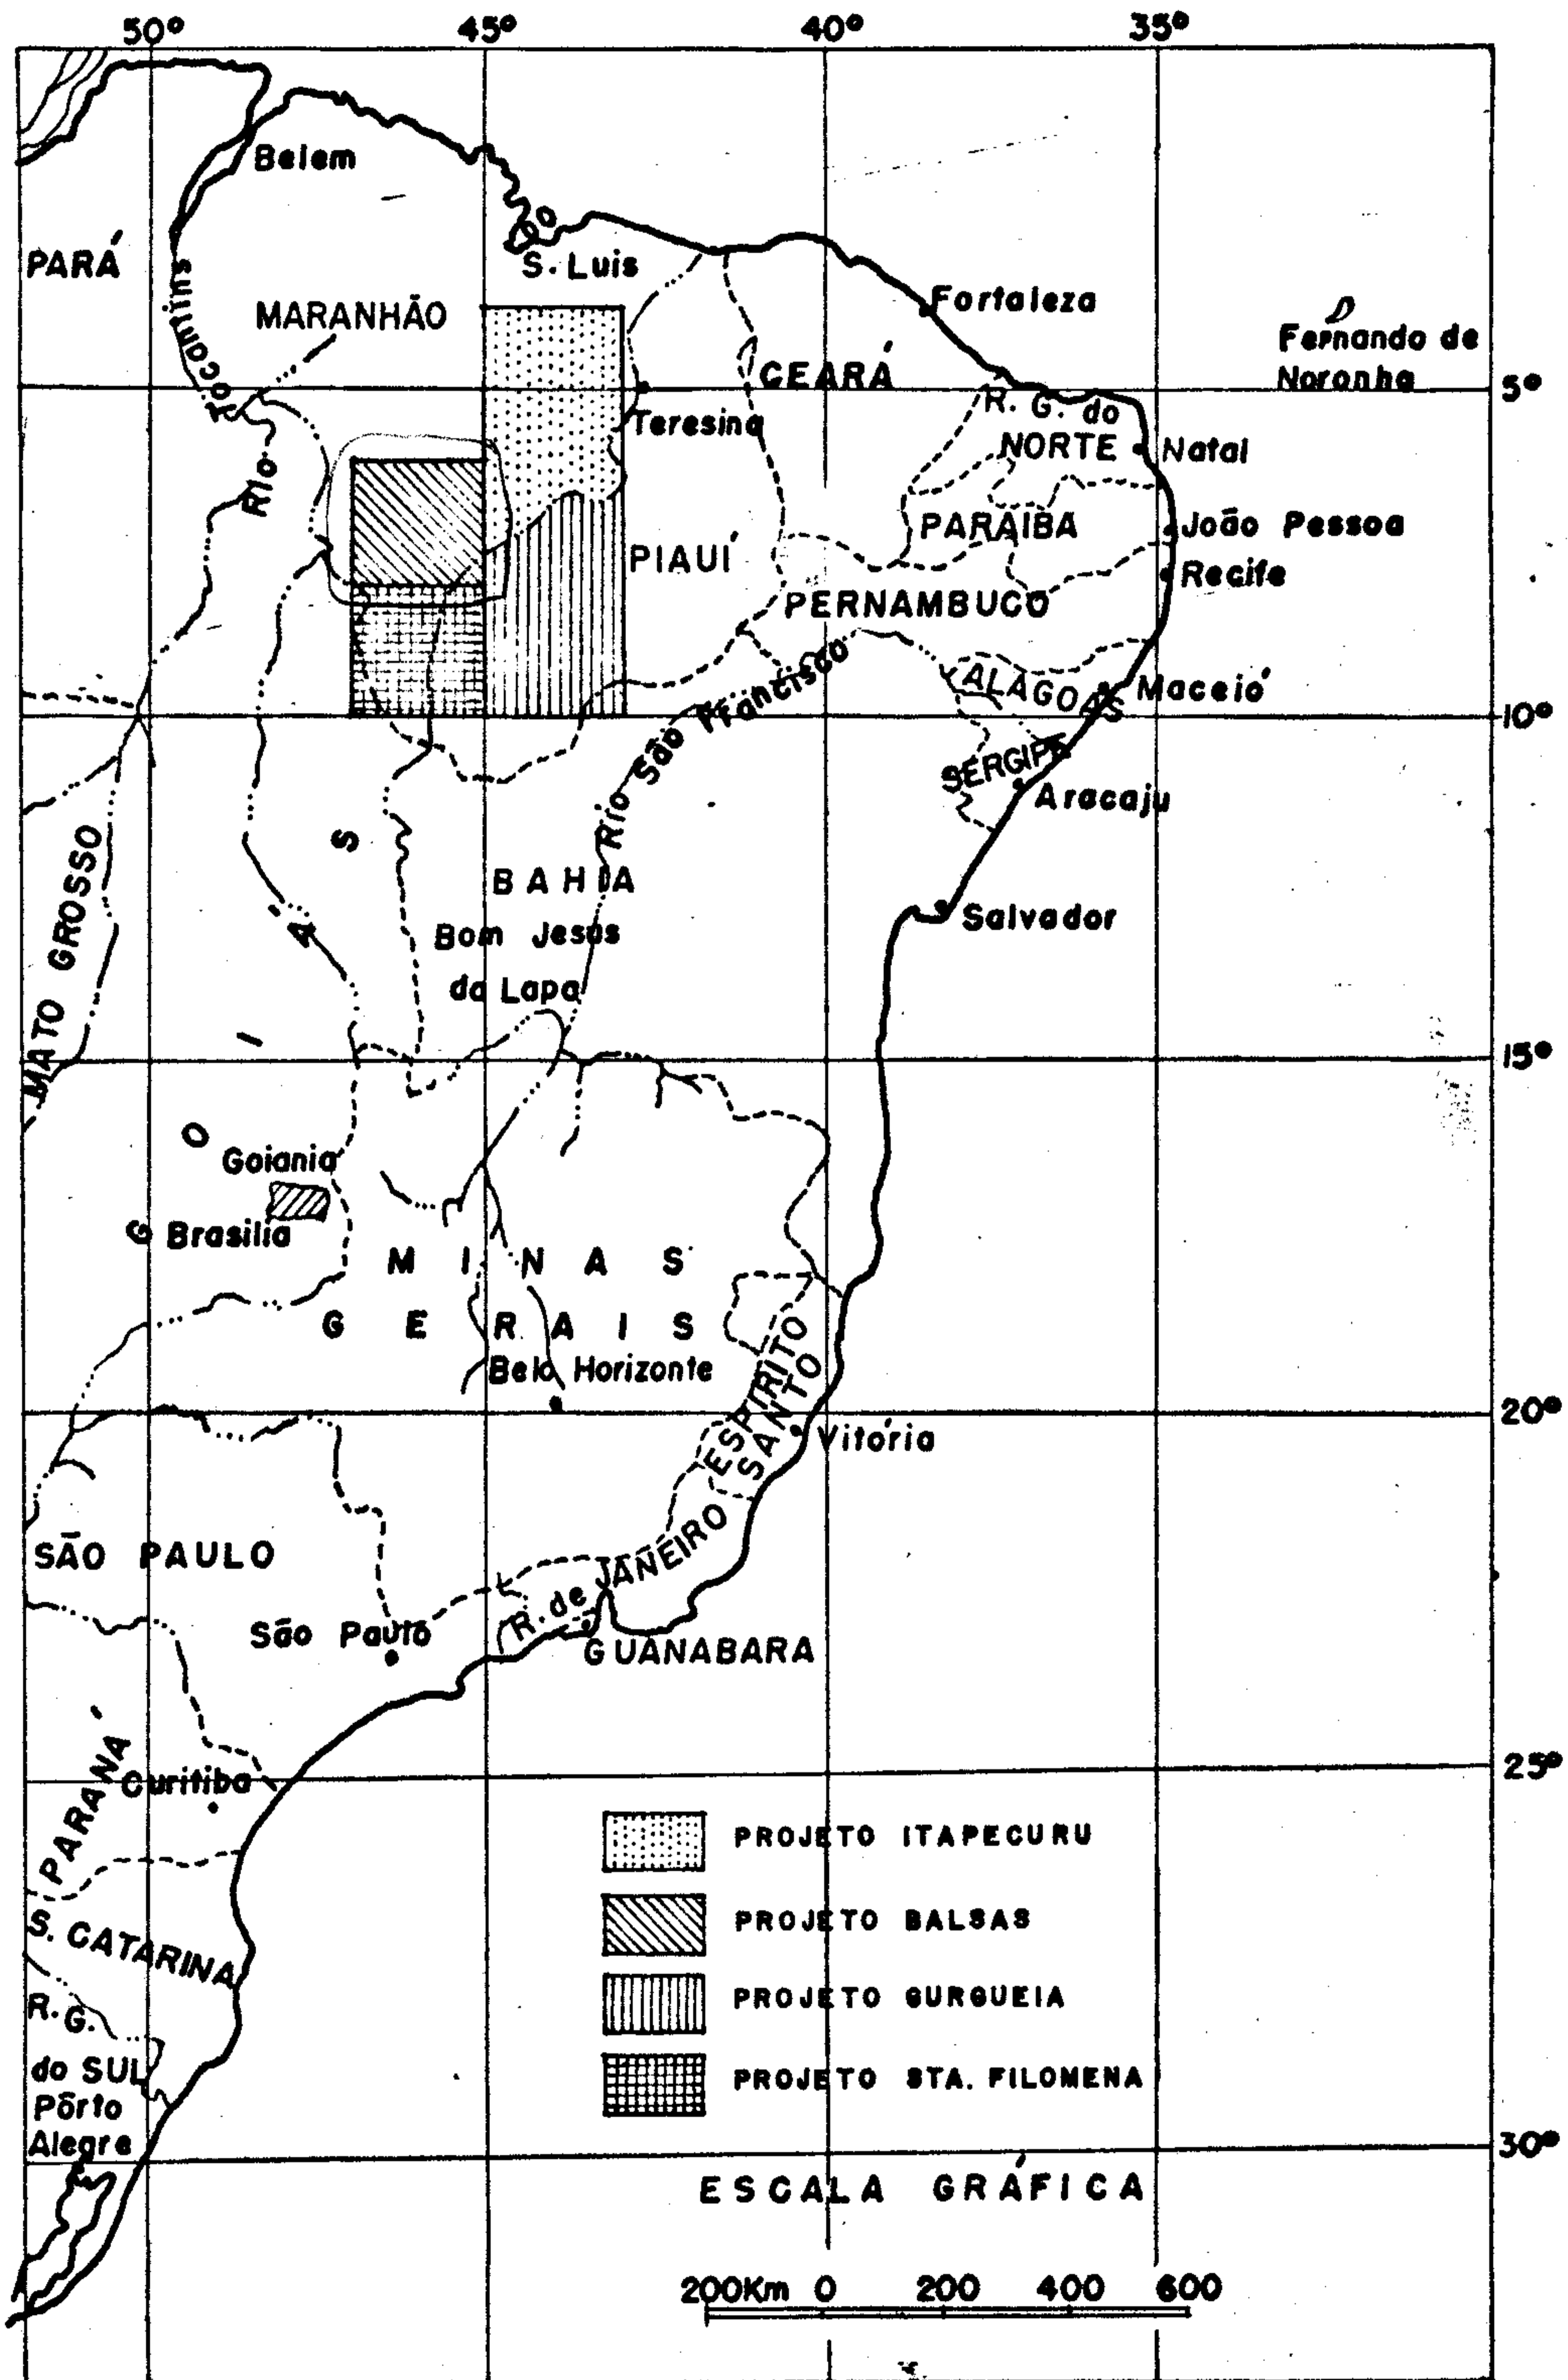 50° 45° 40° 35°
Belem
PARÁ
S. Luis
MARANHÃO
Fortaleza
Fernando de
Noranha
Rio Tocantins
CEARÁ
5°
R. G. do
NORTE
Teresina
Natal
PARAIBA
João Pessoa
PIAUÍ
Recife
PERNAMBUCO
ALAGOAS
Maceió
10°
Rio São Francisco
SERGIPE
Aracaju
MATO GROSSO
BAHIA
Salvador
Bom Jesus
da Lapa
15°
GOIAS
Goiania
Brasilia
MINAS
GERAIS
Belo Horizonte
ESPIRITO
SANTO
20°
Vitória
SÃO PAULO
R. de JANEIRO
São Paulo
GUANABARA
PARANÁ
25°
Curitiba
PROJETO ITAPECURU
S. CATARINA
PROJETO BALSAS
R. G.
do SUL
PROJETO GURGUEIA
Pôrto
Alegre
PROJETO STA. FILOMENA
30°
ESCALA GRÁFICA
200Km 0 200 400 600